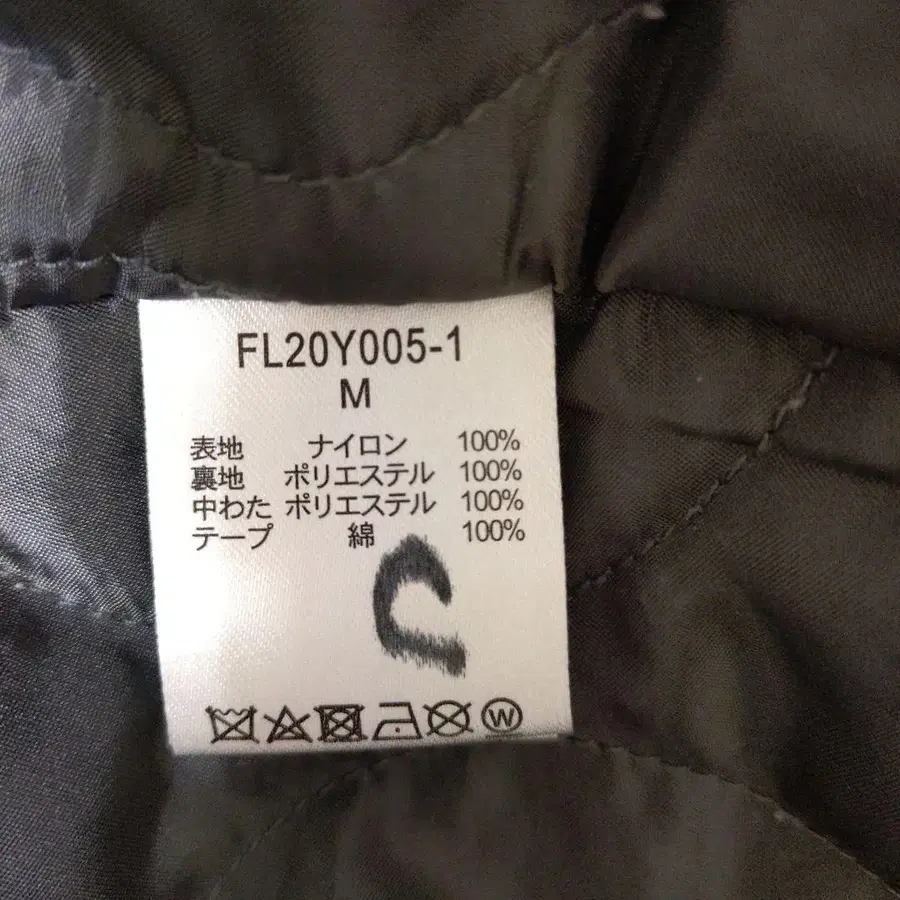 FL20Y005-1
M
表地 ナイロン 100%
裏地 ポリエステル 100%
中わた ポリエステル 100%
テープ 綿 100%
W